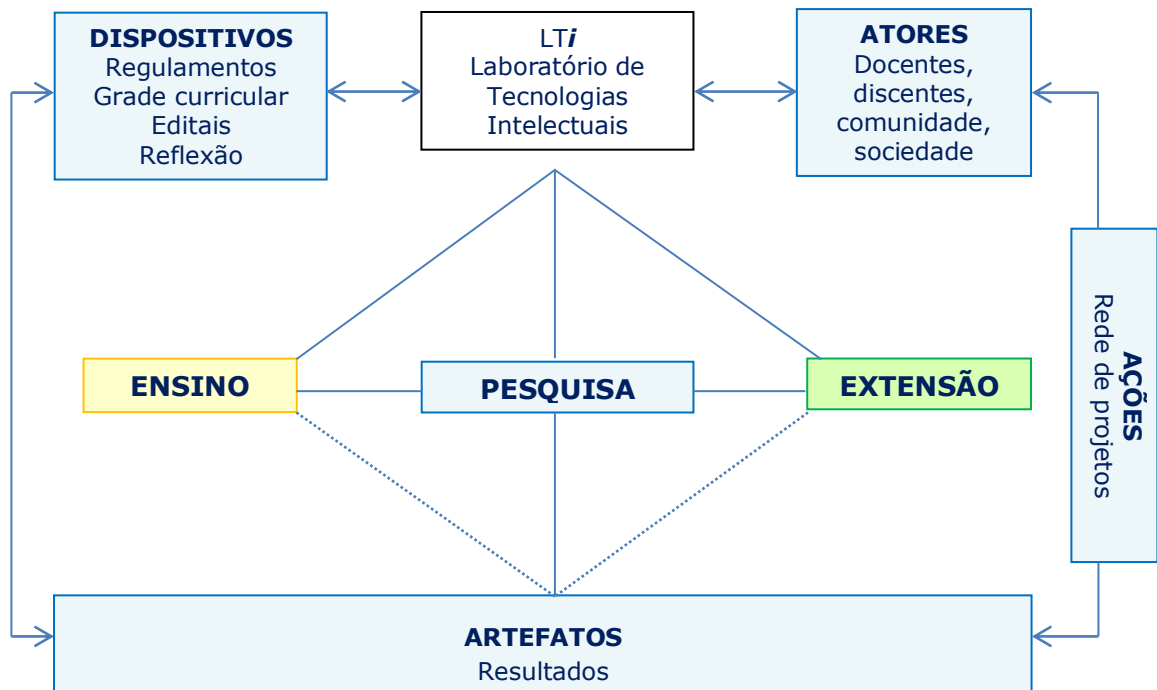 DISPOSITIVOS
Regulamentos
Grade curricular
Editais
Reflexão
LTi
Laboratório de
Tecnologias
Intelectuais
ATORES
Docentes,
discentes,
comunidade,
sociedade
AÇÕES
Rede de projetos
ENSINO
PESQUISA
EXTENSÃO
ARTEFATOS
Resultados